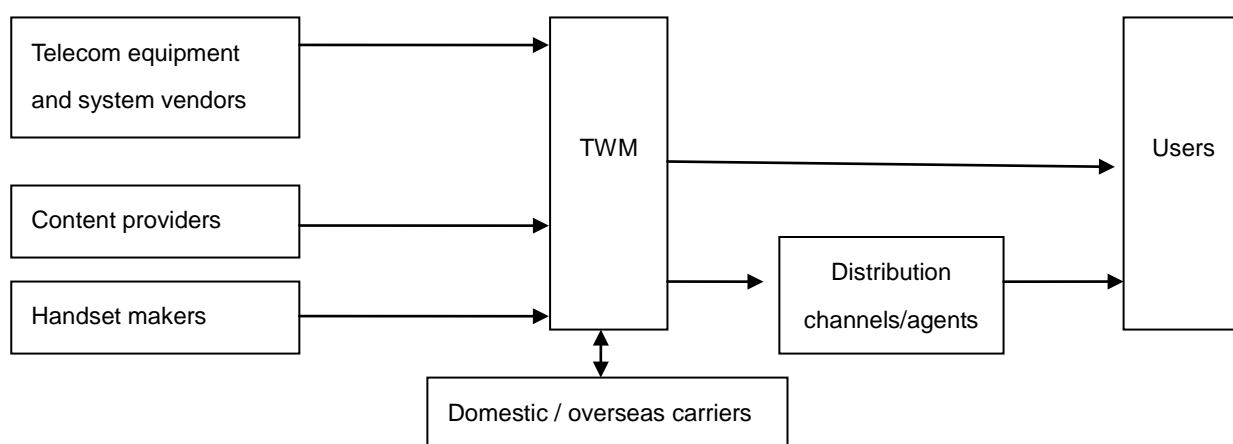 Telecom equipment
and system vendors
TWM
Users
Content providers
Distribution
channels/agents
Handset makers
Domestic / overseas carriers